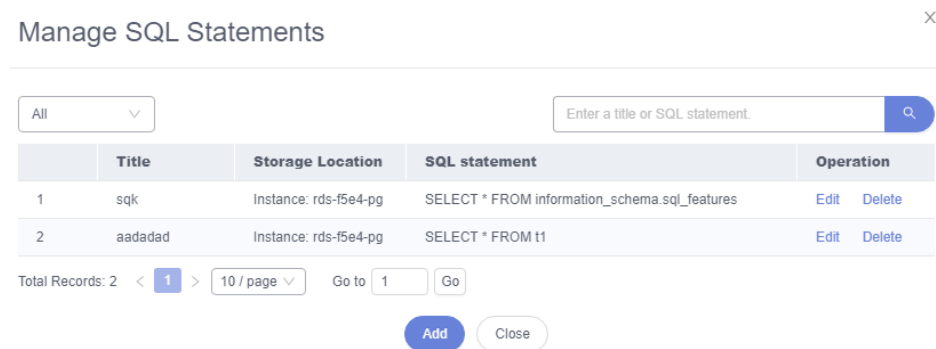 Manage SQL Statements
All
Enter a title or SQL statement.
Title Storage Location SQL statement Operation
1 sqk Instance: rds-f5e4-pg SELECT * FROM information_schema.sql_features Edit Delete
2 aadadad Instance: rds-f5e4-pg SELECT * FROM t1 Edit Delete
Total Records: 2 < 1 > 10 / page Go to 1 Go
Add Close